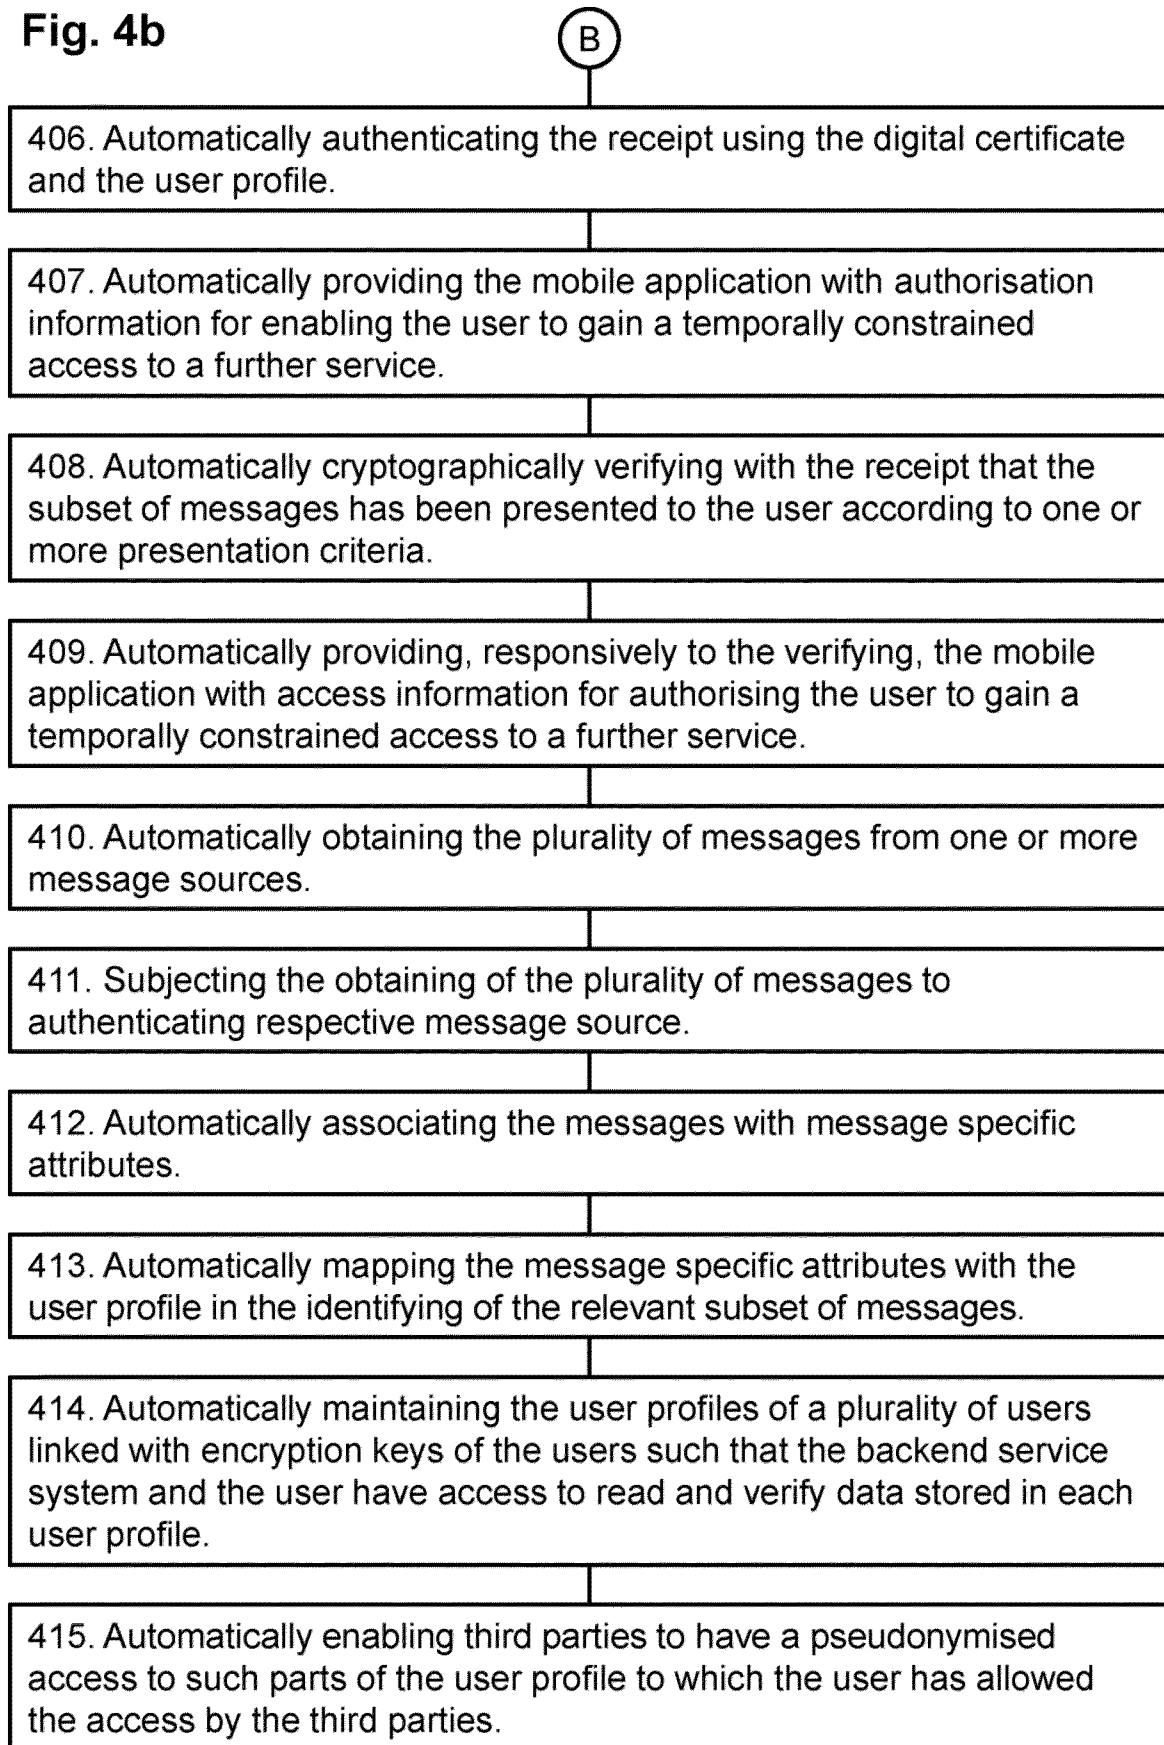 Fig. 4b
B
406. Automatically authenticating the receipt using the digital certificate
and the user profile.
407. Automatically providing the mobile application with authorisation
information for enabling the user to gain a temporally constrained
access to a further service.
408. Automatically cryptographically verifying with the receipt that the
subset of messages has been presented to the user according to one or
more presentation criteria.
409. Automatically providing, responsively to the verifying, the mobile
application with access information for authorising the user to gain a
temporally constrained access to a further service.
410. Automatically obtaining the plurality of messages from one or more
message sources.
411. Subjecting the obtaining of the plurality of messages to
authenticating respective message source.
412. Automatically associating the messages with message specific
attributes.
413. Automatically mapping the message specific attributes with the
user profile in the identifying of the relevant subset of messages.
414. Automatically maintaining the user profiles of a plurality of users
linked with encryption keys of the users such that the backend service
system and the user have access to read and verify data stored in each
user profile.
415. Automatically enabling third parties to have a pseudonymised
access to such parts of the user profile to which the user has allowed
the access by the third parties.